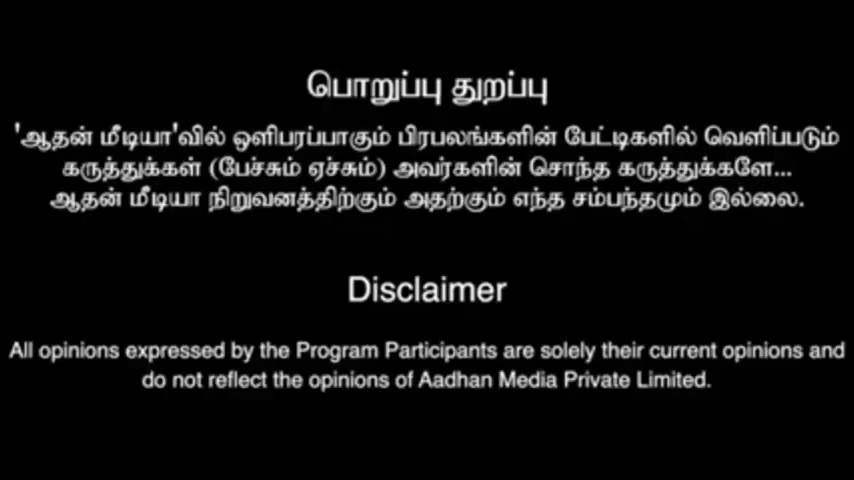 பொறுப்பு துறப்பு
'ஆதன் மீடியா'வில் ஒளிபரப்பாகும் பிரபலங்களின் பேட்டிகளில் வெளிப்படும்
கருத்துக்கள் (பேச்சும் ஏச்சும்) அவர்களின் சொந்த கருத்துக்களே...
ஆதன் மீடியா நிறுவனத்திற்கும் அதற்கும் எந்த சம்பந்தமும் இல்லை.
Disclaimer
All opinions expressed by the Program Participants are solely their current opinions and
do not reflect the opinions of Aadhan Media Private Limited.